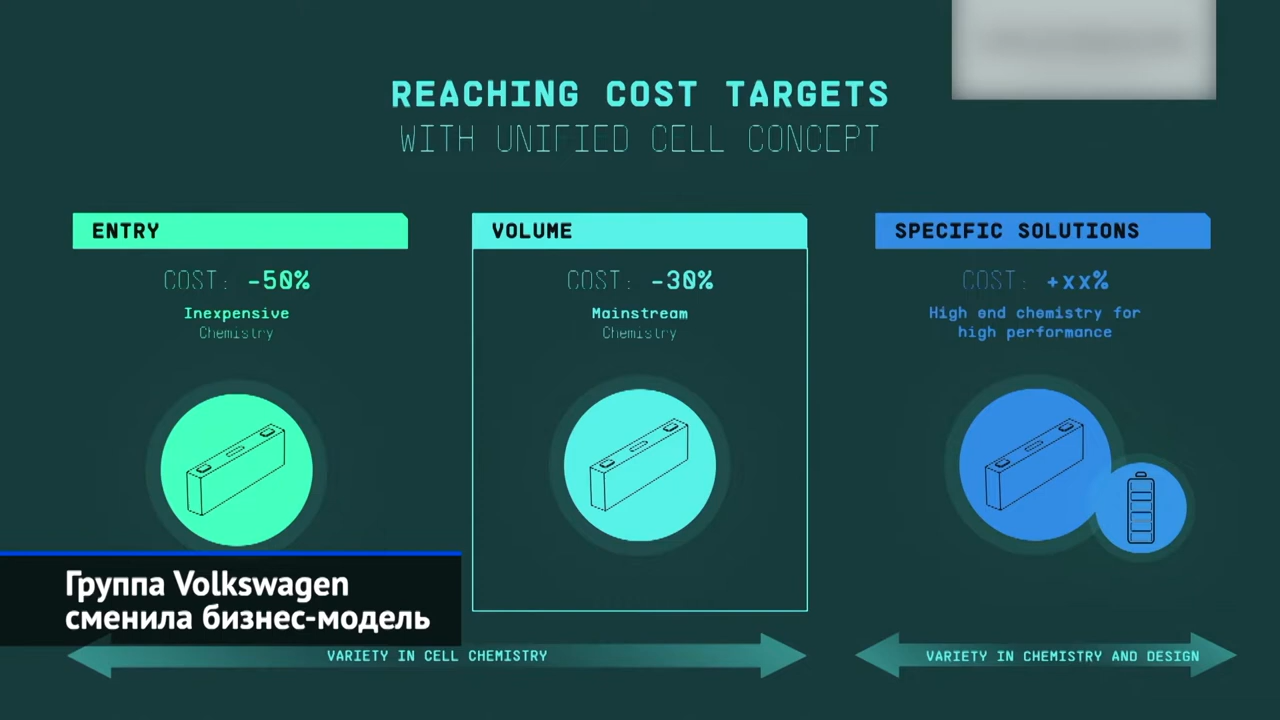 REACHING COST TARGETS
WITH UNIFIED CELL CONCEPT
ENTRY
COST: -50%
Inexpensive
Chemistry
VOLUME
COST: -30%
Mainstream
Chemistry
SPECIFIC SOLUTIONS
COST: +xx%
High end chemistry for
high performance
Группа Volkswagen
сменила бизнес-модель
VARIETY IN CELL CHEMISTRY
VARIETY IN CHEMISTRY AND DESIGN